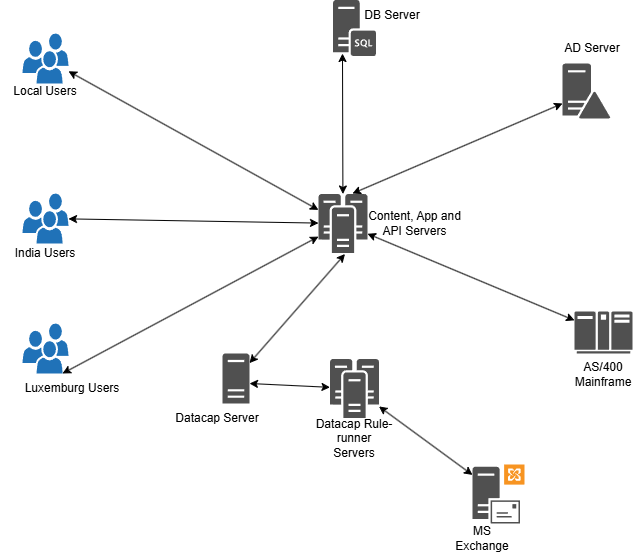 DB Server
SQL
AD Server
Local Users
Content, App and
API Servers
India Users
AS/400
Mainframe
Luxemburg Users
Datacap Server
Datacap Rule-
runner
Servers
MS
Exchange